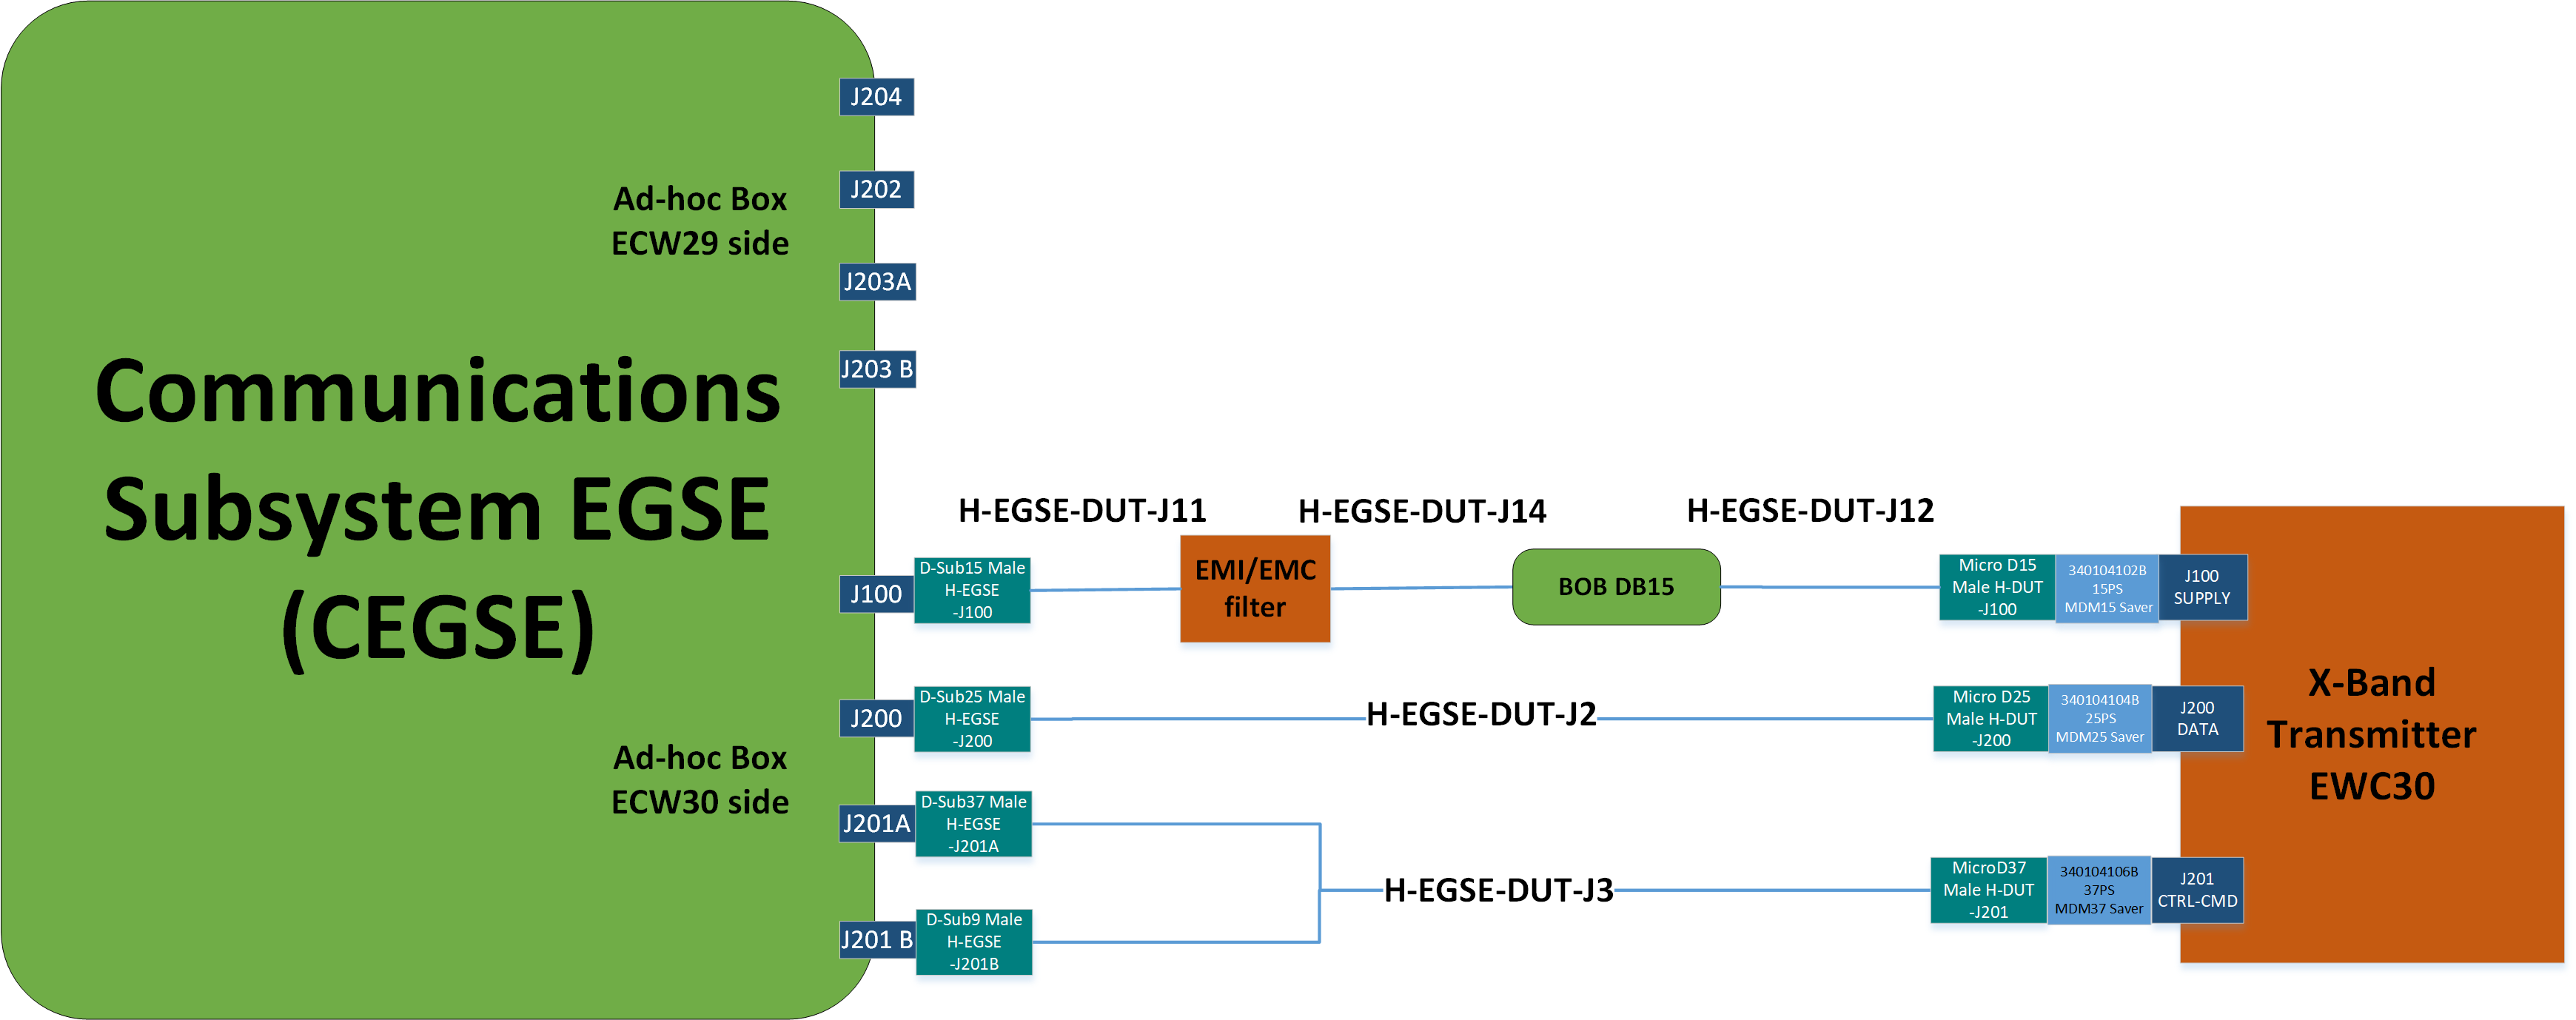 J204
J202
Ad-hoc Box
ECW29 side
J203A
J203 B
Communications
Subsystem EGSE
(CEGSE)
H-EGSE-DUT-J11
H-EGSE-DUT-J14
H-EGSE-DUT-J12
J100
D-Sub15 Male
H-EGSE
-J100
EMI/EMC
filter
BOB DB15
Micro D15
Male H-DUT
-J100
340104102B
15PS
MDM15 Saver
J100
SUPPLY
J200
D-Sub25 Male
H-EGSE
-J200
H-EGSE-DUT-J2
Micro D25
Male H-DUT
-J200
340104104B
25PS
MDM25 Saver
J200
DATA
X-Band
Transmitter
EWC30
Ad-hoc Box
ECW30 side
J201A
D-Sub37 Male
H-EGSE
-J201A
H-EGSE-DUT-J3
MicroD37
Male H-DUT
-J201
340104106B
37PS
MDM37 Saver
J201
CTRL-CMD
J201 B
D-Sub9 Male
H-EGSE
-J201B